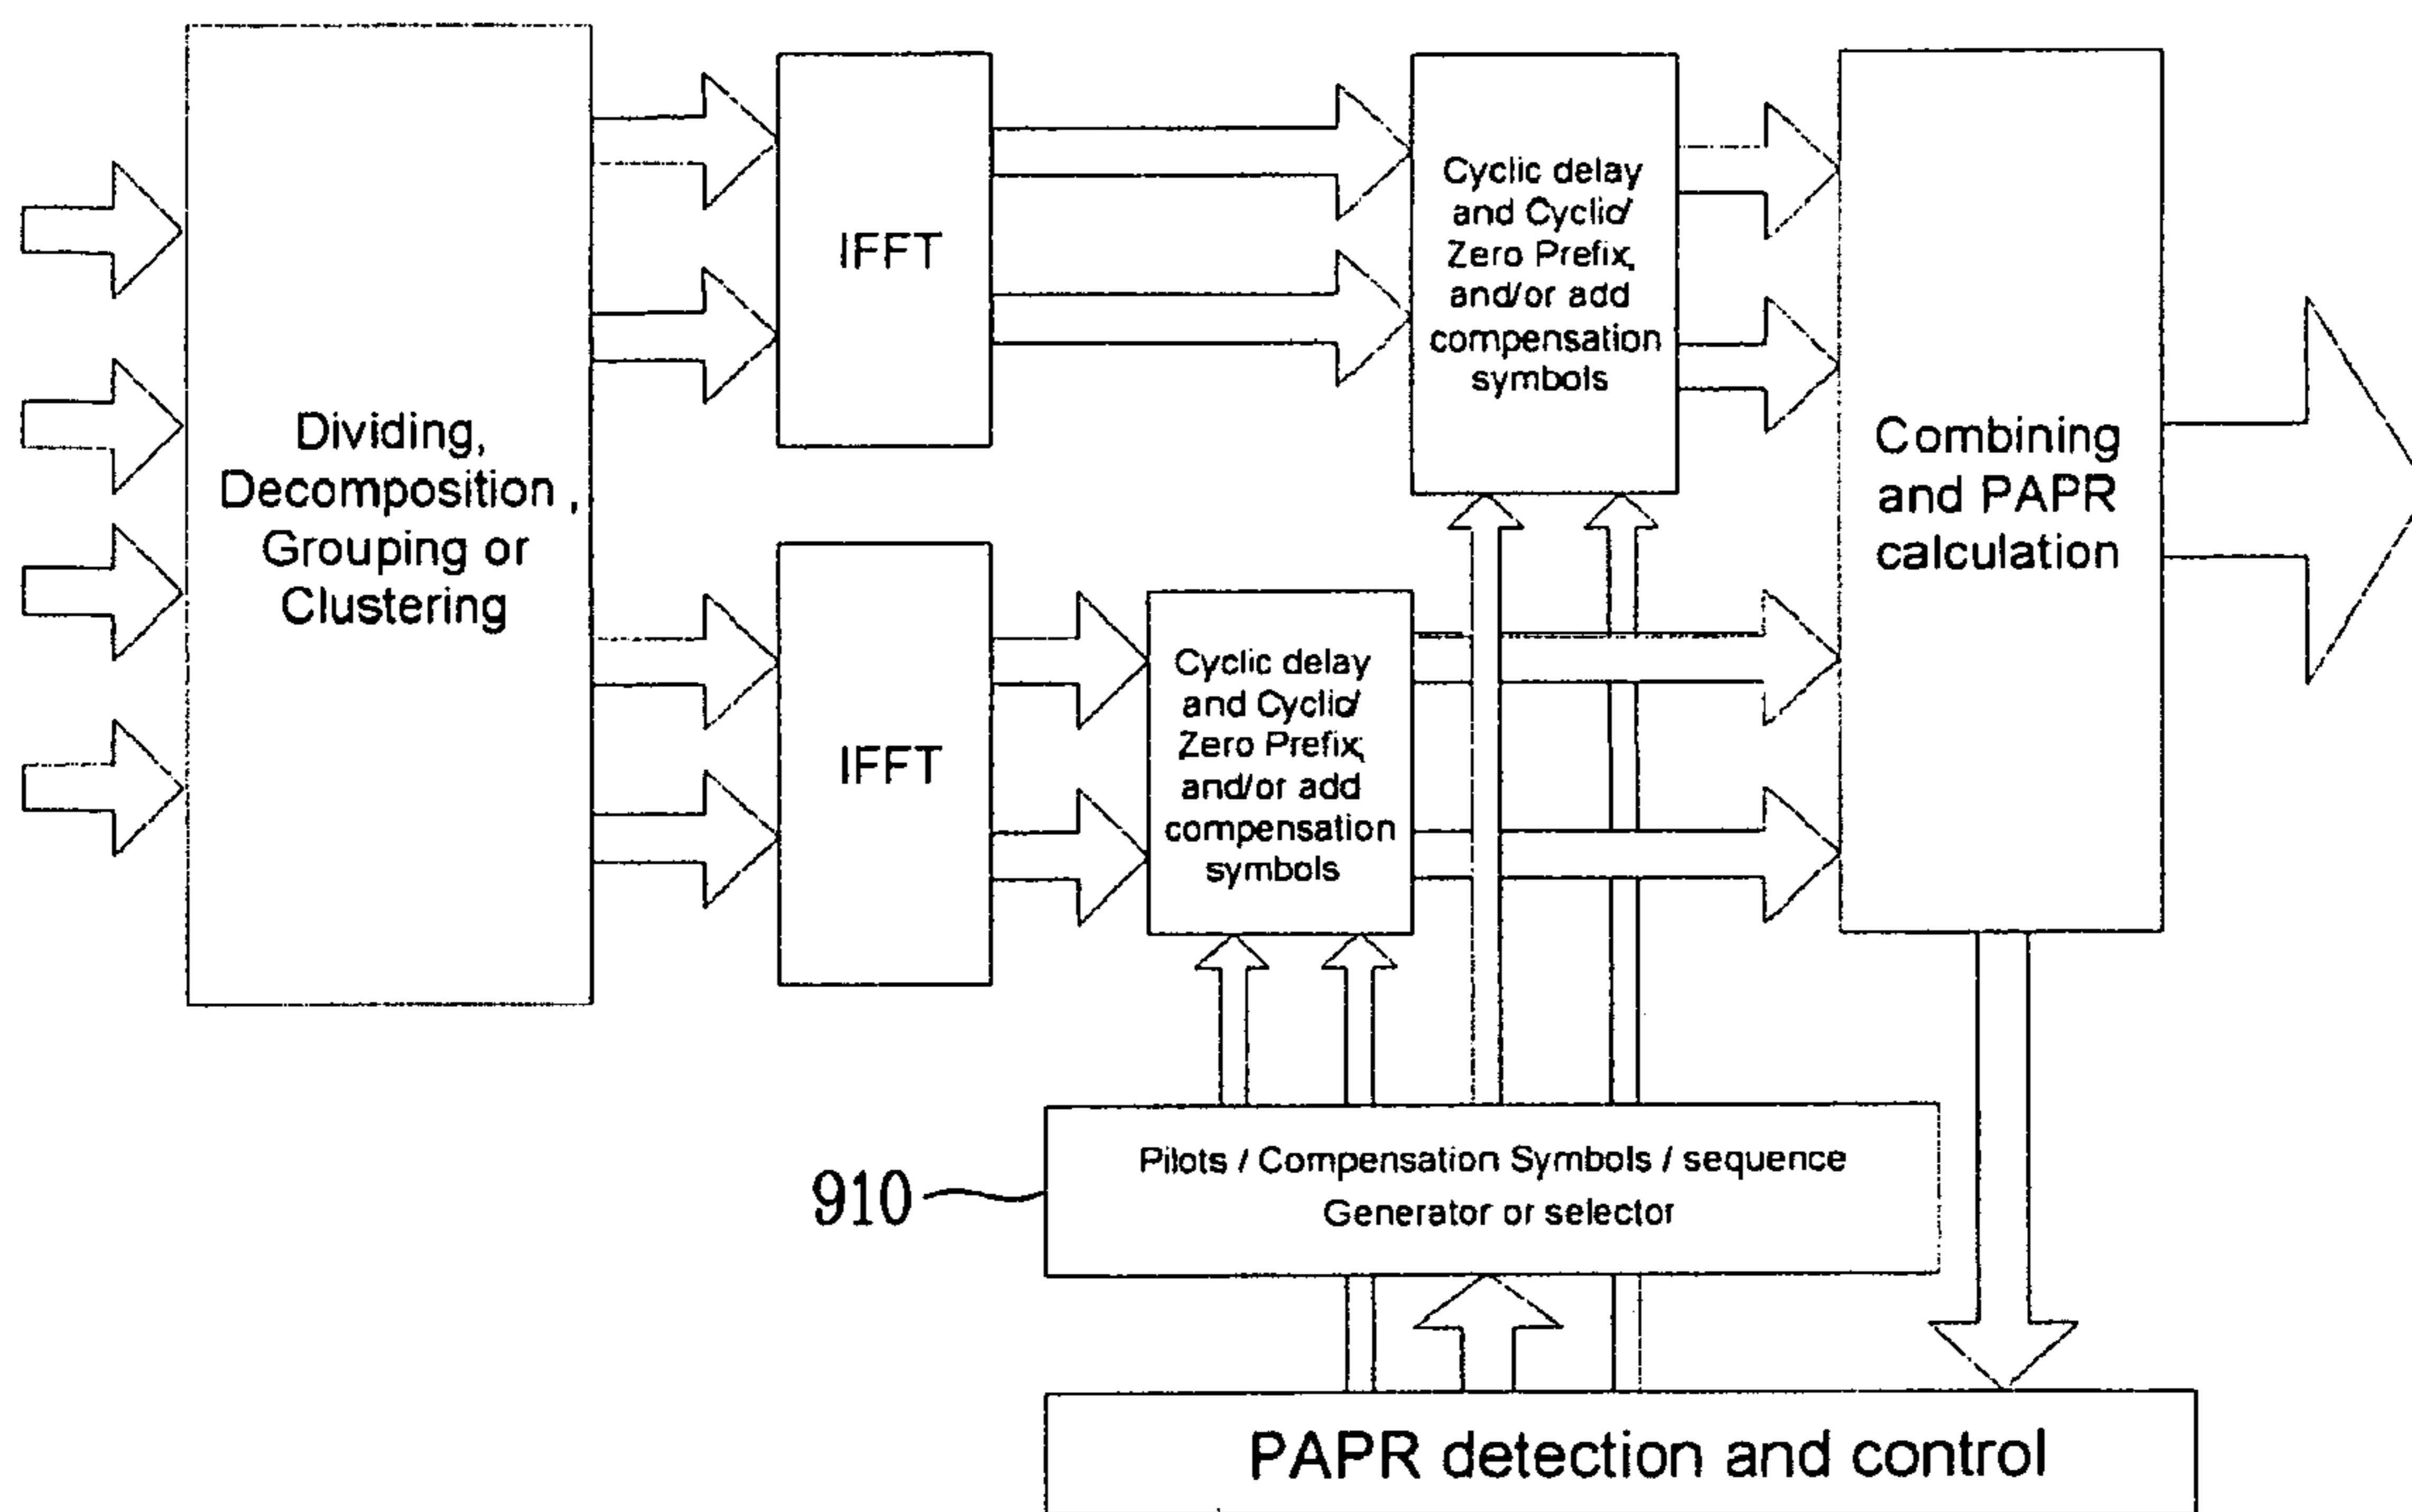 Dividing,
Decomposition ,
Grouping or
Clustering
IFFT
IFFT
Cyclic delay
and Cyclic/
Zero Prefix,
and/or add
compensation
symbols
Cyclic delay
and Cyclic/
Zero Prefix,
and/or add
compensation
symbols
Combining
and PAPR
calculation
910
Pilots / Compensation Symbols / sequence
Generator or selector
PAPR detection and control